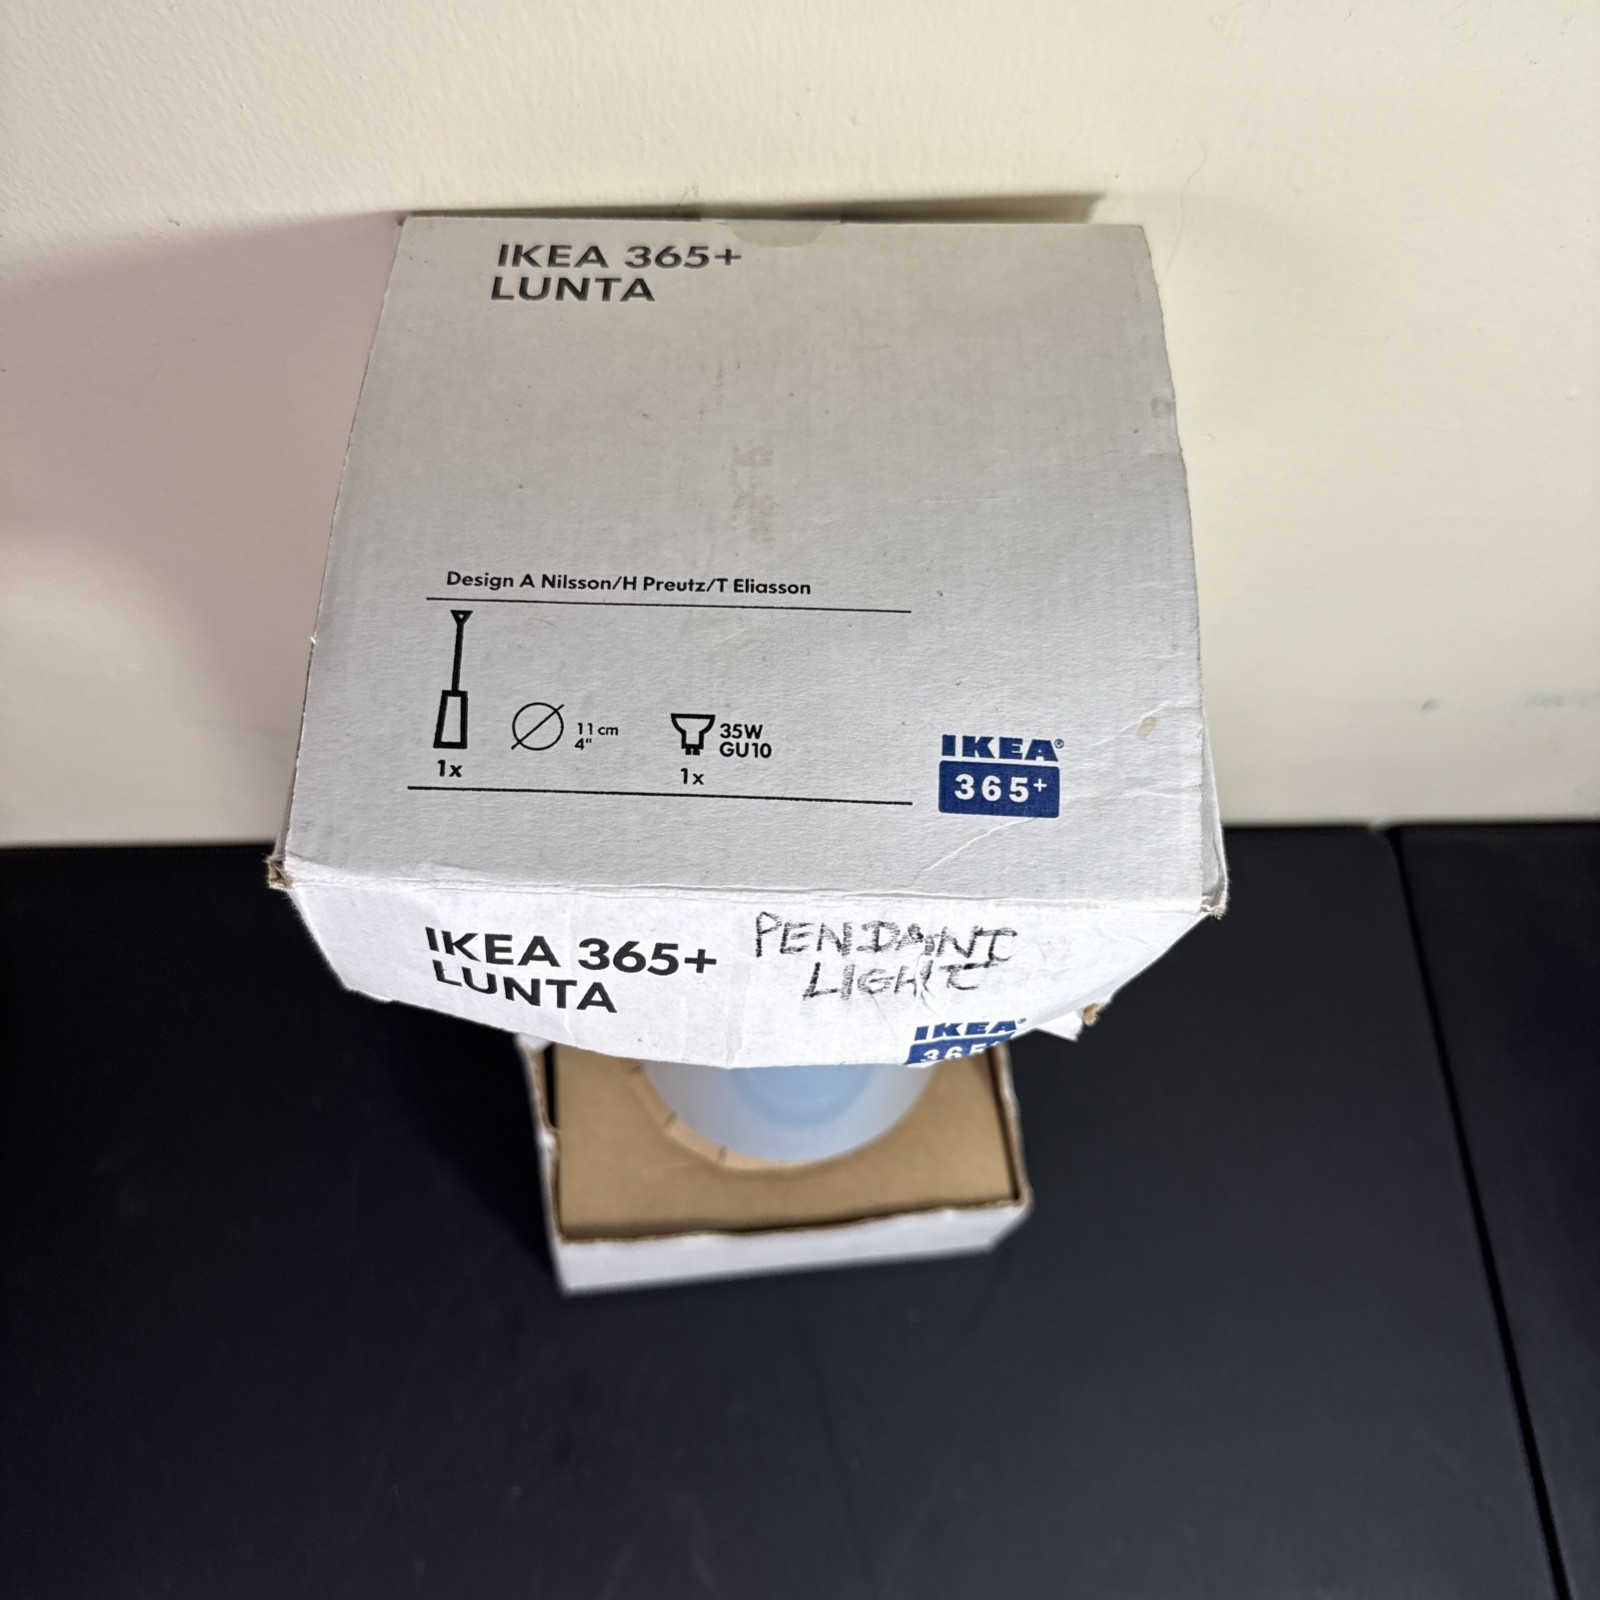 IKEA 365+
LUNTA
Design A Nilsson/H Preutz/T Eliasson
11 cm
4"
35W
GU10
1x
1x
IKEA®
365+
IKEA 365+
LUNTA
PENDANT
LIGHT
IKEA®
365+